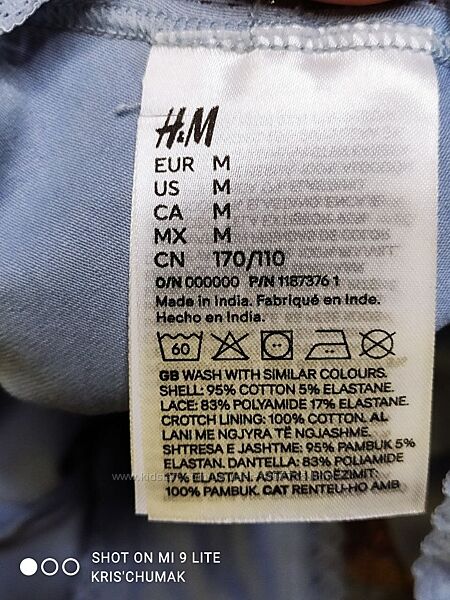 H&M
EUR M
US M
CA M
MX M
CN 170/110
O/N 000000 P/N 1187376 1
Made in India. Fabriqué en Inde.
Hecho en India.
60
GB WASH WITH SIMILAR COLOURS.
SHELL: 95% COTTON 5% ELASTANE.
LACE: 83% POLYAMIDE 17% ELASTANE.
CROTCH LINING: 100% COTTON. AL
LANI ME NGJYRA TË NGJASHME.
SHTRESA E JASHTME: 95% PAMBUK 5%
ELASTAN. DANTELLA: 83% POLIAMIDE
17% ELASTAN. ASTARI I BIGËZIMIT:
100% PAMBUK. CAT RENTEU-HO AMB
SHOT ON MI 9 LITE
KRIS'CHUMAK